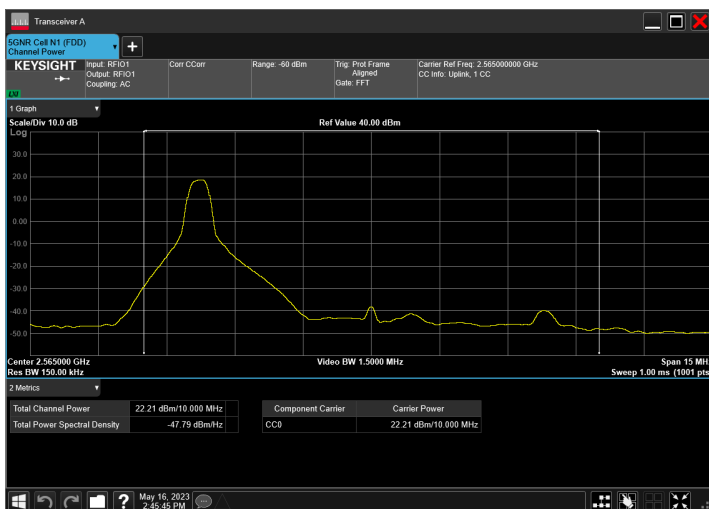 Transceiver A
5GNR Cell N1 (FDD)
Channel Power
KEYSIGHT
LXI
Input: RFIO1
Output: RFIO1
Coupling: AC
Corr CCorr
Range: -60 dBm
Trig: Prot Frame
Aligned
Gate: FFT
Carrier Ref Freq: 2.565000000 GHz
CC Info: Uplink, 1 CC
1 Graph
Scale/Div 10.0 dB
Ref Value 40.00 dBm
Log
30.0
20.0
10.0
0.00
-10.0
-20.0
-30.0
-40.0
-50.0
Center 2.565000 GHz
Video BW 1.5000 MHz
Span 15 MHz
Res BW 150.00 kHz
Sweep 1.00 ms (1001 pts)
2 Metrics
Total Channel Power 22.21 dBm/10.000 MHz
Total Power Spectral Density -47.79 dBm/Hz
Component Carrier Carrier Power
CC0 22.21 dBm/10.000 MHz
May 16, 2023
2:45:45 PM